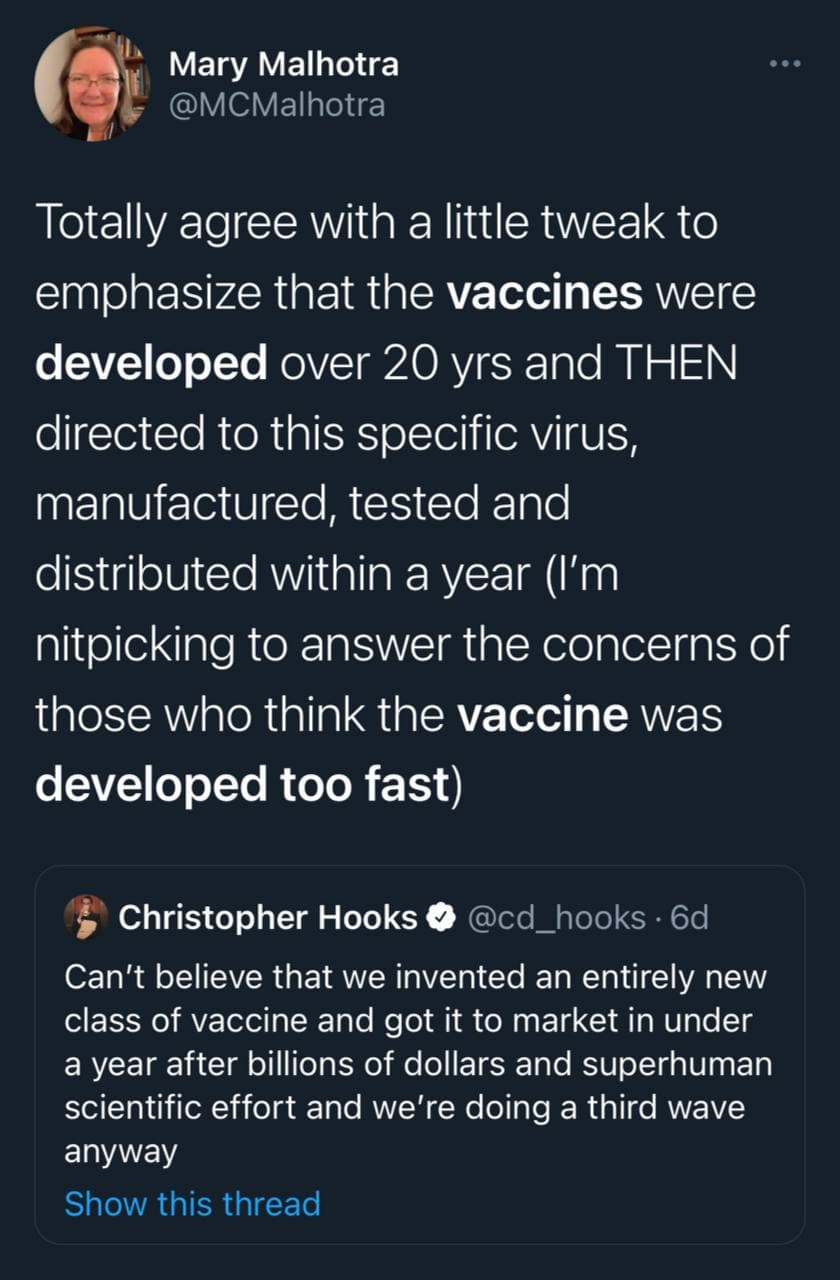 Mary Malhotra
@MCMalhotra
Totally agree with a little tweak to
emphasize that the vaccines were
developed over 20 yrs and THEN
directed to this specific virus,
manufactured, tested and
distributed within a year (I'm
nitpicking to answer the concerns of
those who think the vaccine was
developed too fast)
Christopher Hooks @cd_hooks · 6d
Can't believe that we invented an entirely new
class of vaccine and got it to market in under
a year after billions of dollars and superhuman
scientific effort and we're doing a third wave
anyway
Show this thread